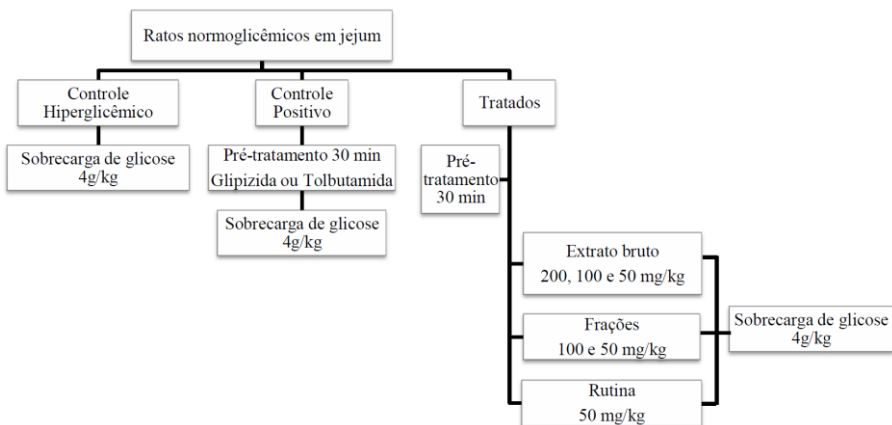 Ratos normoglicêmicos em jejum
Controle
Hiperglicêmico
Controle
Positivo
Tratados
Sobrecarga de glicose
4g/kg
Pré-tratamento 30 min
Glipizida ou Tolbutamida
Pré-
tratamento
30 min
Sobrecarga de glicose
4g/kg
Extrato bruto
200, 100 e 50 mg/kg
Frações
100 e 50 mg/kg
Sobrecarga de glicose
4g/kg
Rutina
50 mg/kg